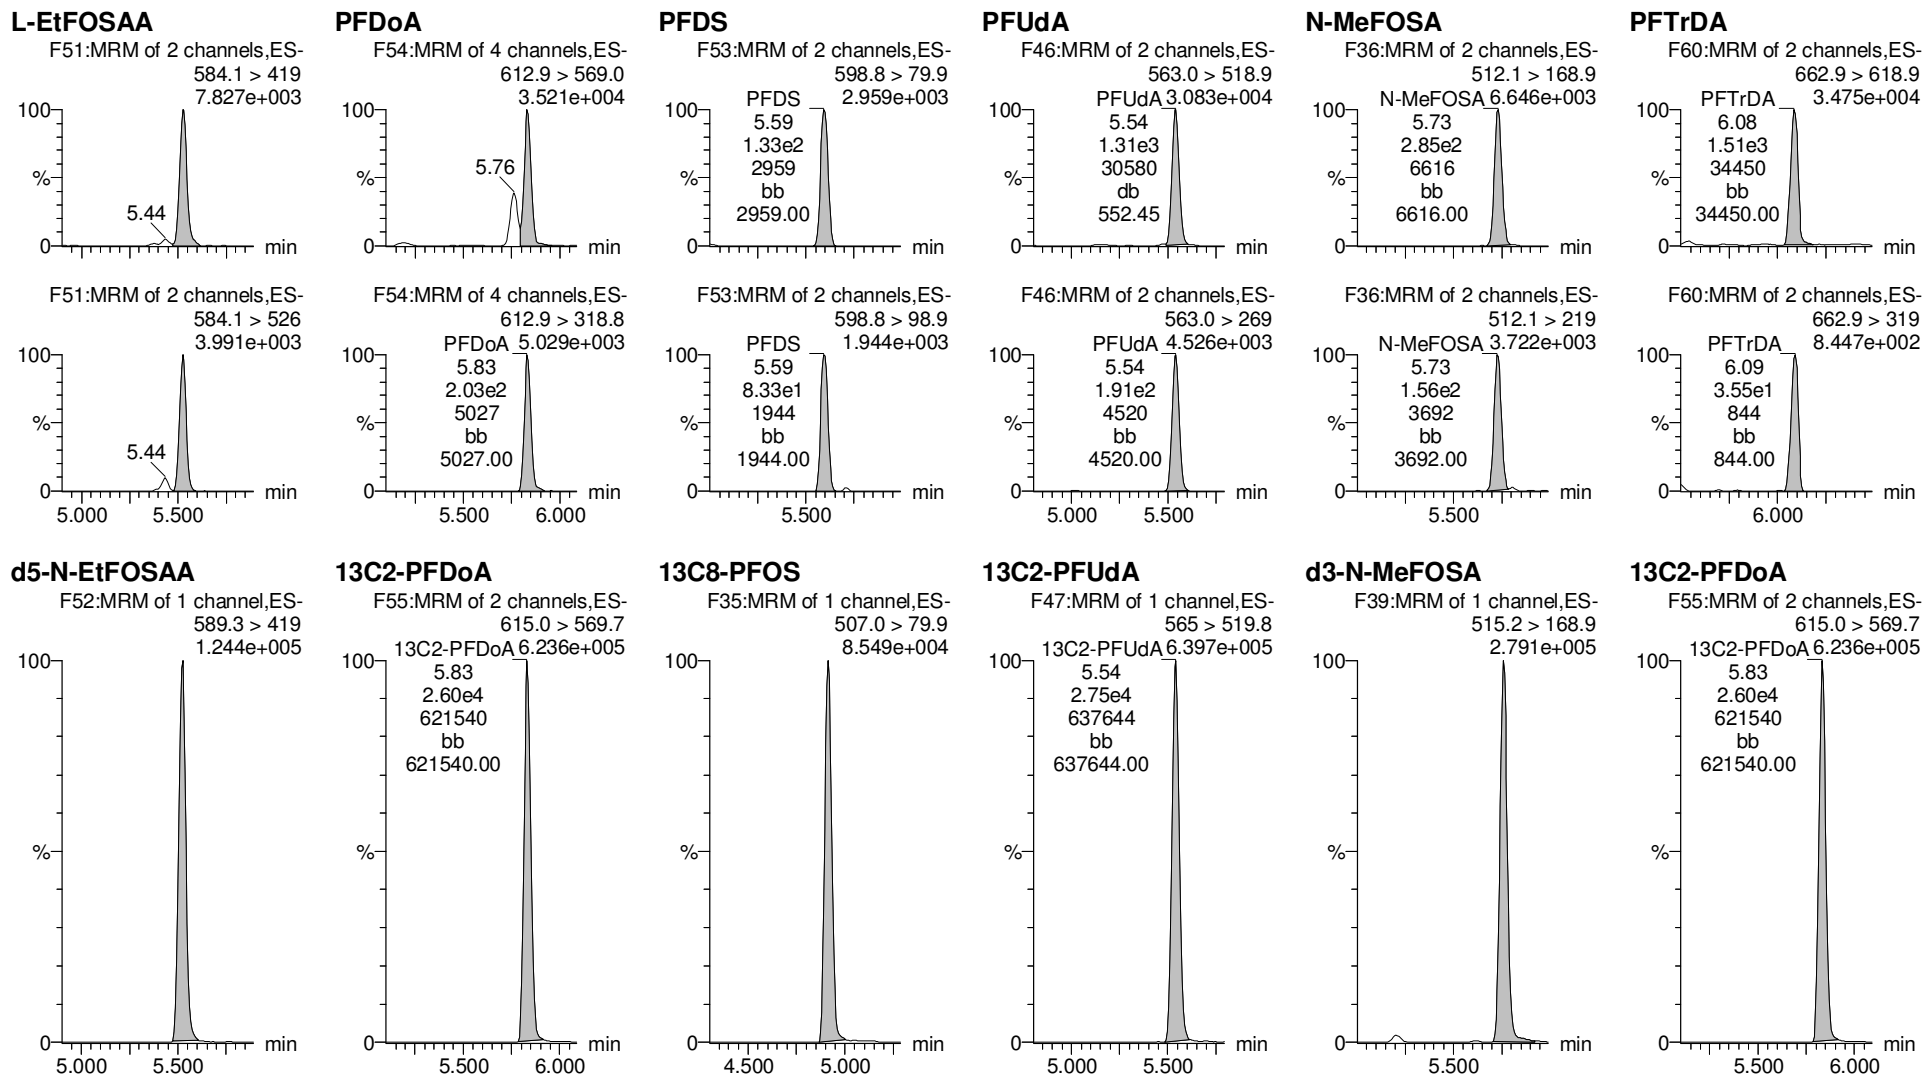 L-EtFOSAA
F51:MRM of 2 channels,ES-
584.1 > 419
7.827e+003
100
%
5.44
0
min
F51:MRM of 2 channels,ES-
584.1 > 526
3.991e+003
100
%
5.44
0
min
5.000 5.500
PFDoA
F54:MRM of 4 channels,ES-
612.9 > 569.0
3.521e+004
100
5.76
%
0
min
F54:MRM of 4 channels,ES-
612.9 > 318.8
PFDoA 5.029e+003
100
5.83
2.03e2
%
5027
bb
5027.00
0
min
5.500 6.000
PFDS
F53:MRM of 2 channels,ES-
598.8 > 79.9
PFDS 2.959e+003
100
5.59
1.33e2
%
2959
bb
2959.00
0
min
F53:MRM of 2 channels,ES-
598.8 > 98.9
PFDS 1.944e+003
100
5.59
8.33e1
%
1944
bb
1944.00
0
min
5.500
PFUdA
F46:MRM of 2 channels,ES-
563.0 > 518.9
PFUdA 3.083e+004
100
5.54
1.31e3
%
30580
db
552.45
0
min
F46:MRM of 2 channels,ES-
563.0 > 269
PFUdA 4.526e+003
100
5.54
1.91e2
%
4520
bb
4520.00
0
min
5.000 5.500
N-MeFOSA
F36:MRM of 2 channels,ES-
512.1 > 168.9
N-MeFOSA 6.646e+003
100
5.73
2.85e2
%
6616
bb
6616.00
0
min
F36:MRM of 2 channels,ES-
512.1 > 219
N-MeFOSA 3.722e+003
100
5.73
1.56e2
%
3692
bb
3692.00
0
min
5.500
PFTrDA
F60:MRM of 2 channels,ES-
662.9 > 618.9
PFTrDA 3.475e+004
100
6.08
1.51e3
%
34450
bb
34450.00
0
min
F60:MRM of 2 channels,ES-
662.9 > 319
PFTrDA 8.447e+002
100
6.09
3.55e1
%
844
bb
844.00
0
min
6.000
d5-N-EtFOSAA
F52:MRM of 1 channel,ES-
589.3 > 419
1.244e+005
100
%
0
min
5.000 5.500
13C2-PFDoA
F55:MRM of 2 channels,ES-
615.0 > 569.7
13C2-PFDoA 6.236e+005
100
5.83
2.60e4
621540
bb
621540.00
%
0
min
5.500 6.000
13C8-PFOS
F35:MRM of 1 channel,ES-
507.0 > 79.9
8.549e+004
100
%
0
min
4.500 5.000
13C2-PFUdA
F47:MRM of 1 channel,ES-
565 > 519.8
13C2-PFUdA 6.397e+005
100
5.54
2.75e4
637644
bb
637644.00
%
0
min
5.000 5.500
d3-N-MeFOSA
F39:MRM of 1 channel,ES-
515.2 > 168.9
2.791e+005
100
%
0
min
5.500
13C2-PFDoA
F55:MRM of 2 channels,ES-
615.0 > 569.7
13C2-PFDoA 6.236e+005
100
5.83
2.60e4
621540
bb
621540.00
%
0
min
5.500 6.000